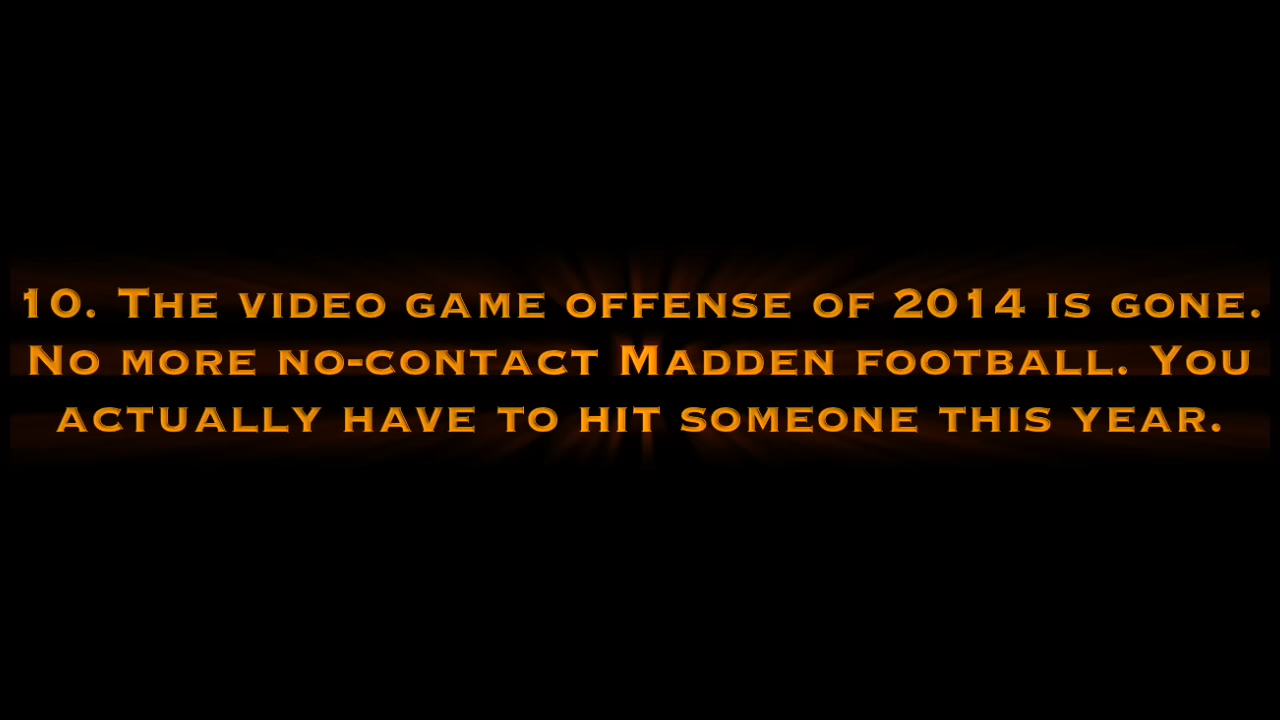 10. The video game offense of 2014 is gone.
No more no-contact Madden football. You
actually have to hit someone this year.